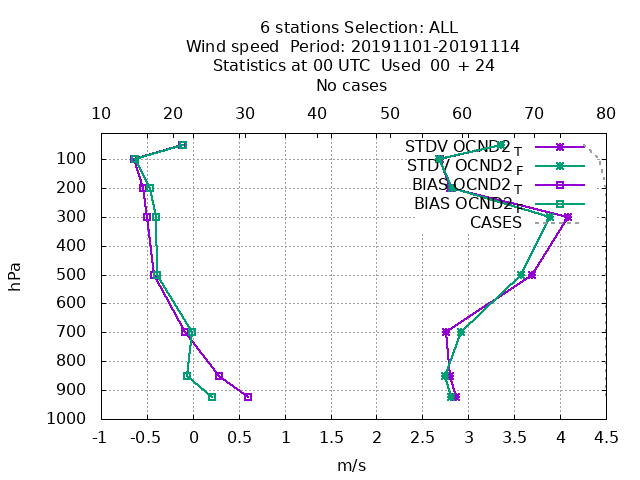 6 stations Selection: ALL
Wind speed  Period: 20191101-20191114
Statistics at 00 UTC  Used  00 + 24
No cases
10 21 30 42 50 60 70 80
STDV OCND2 T
STDV OCND2 F
BIAS OCND2 T
BIAS OCND2 F
CASES
100
200
300
400
500
600
700
800
900
1000
hPa
-1 -0.5 0 0.5 1 1.5 2 2.5 3 3.5 4 4.5
m/s